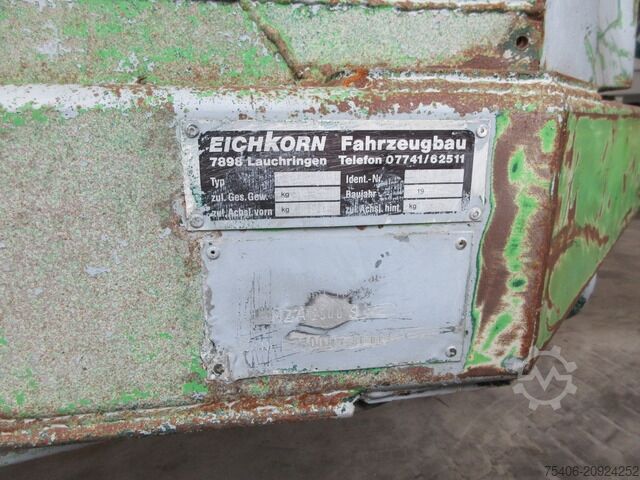 EICHKORN Fahrzeugbau
7898 Lauchringen Telefon 07741/62511
Typ Ident.-Nr.
zul. Ges. Gew. kg Baujahr 19
zul. Achsl. vorn kg zul. Achsl. hint. kg
75406-20924252